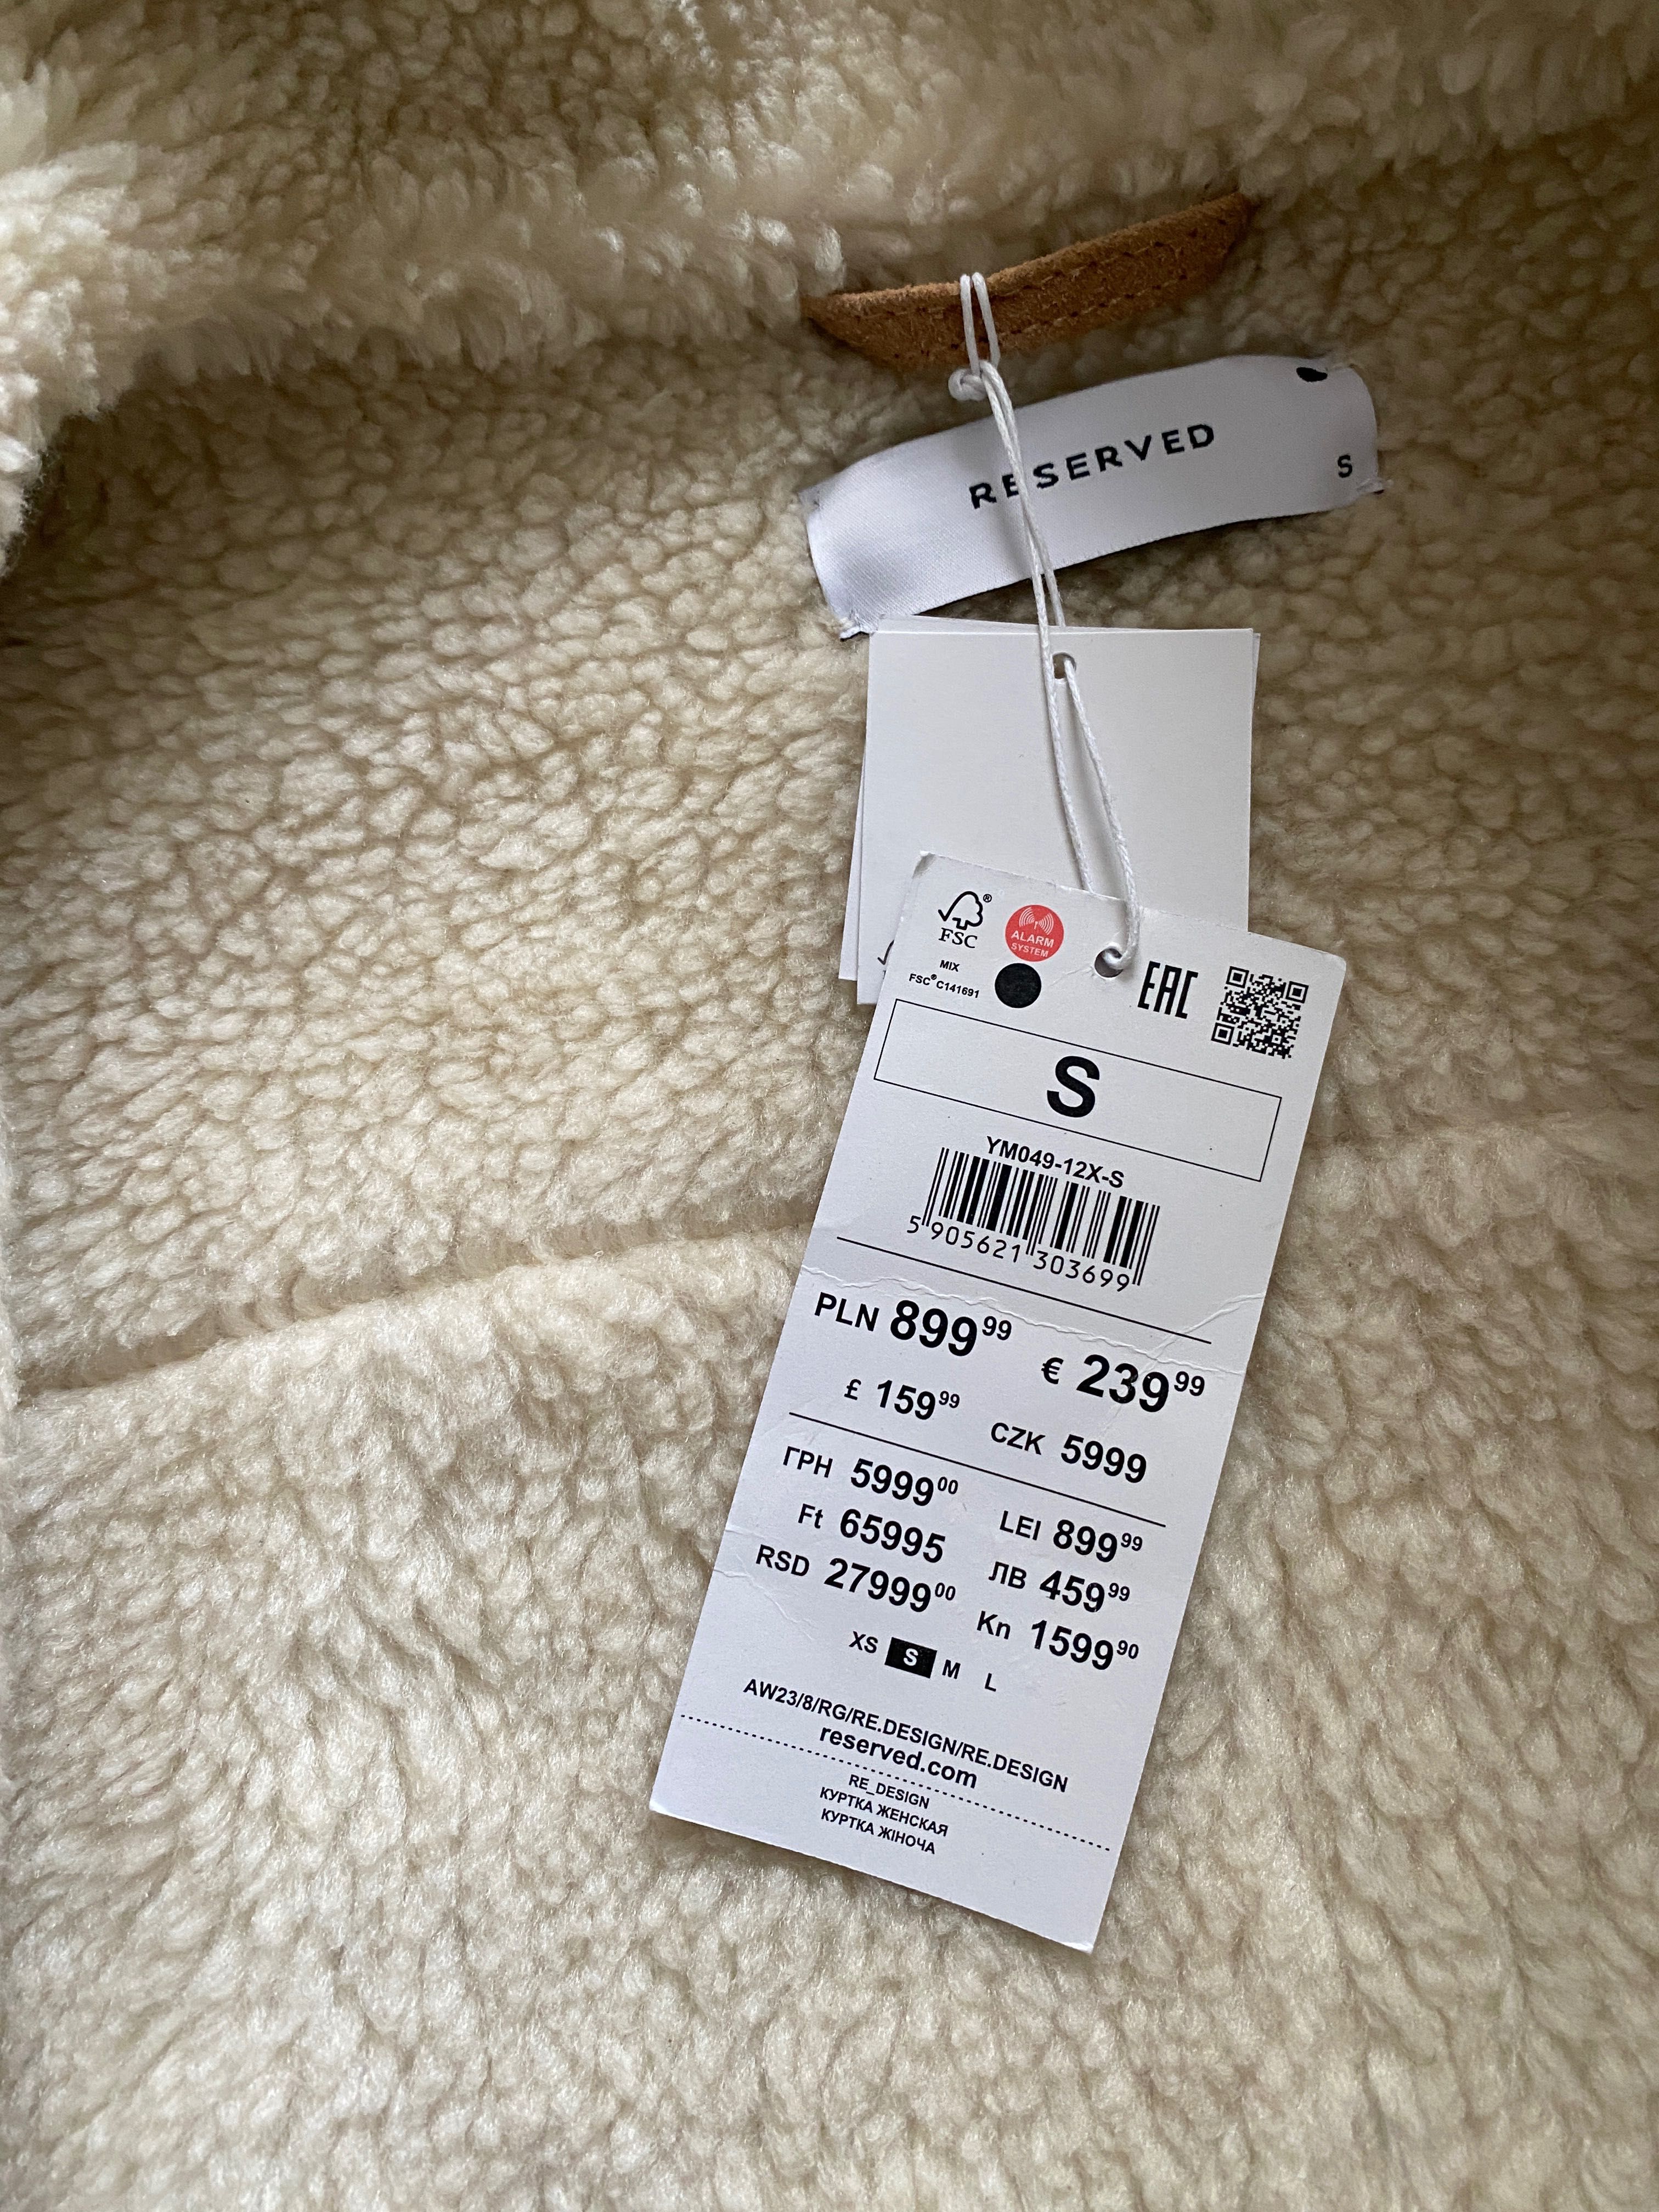 RESERVED
S
FSC®
MIX
FSC® C141691
ALARM
SYSTEM
EAC
S
YM049-12X-S
5 905621 303699
PLN 899 99
€ 239 99
£ 159 99
CZK 5999
ГРН 5999 00
LEI 899 99
Ft 65995
ЛВ 459 99
RSD 27999 00
Kn 1599 90
XS S M L
AW23/8/RG/RE.DESIGN/RE.DESIGN
reserved.com
RE_DESIGN
КУРТКА ЖЕНСКАЯ
КУРТКА ЖІНОЧА